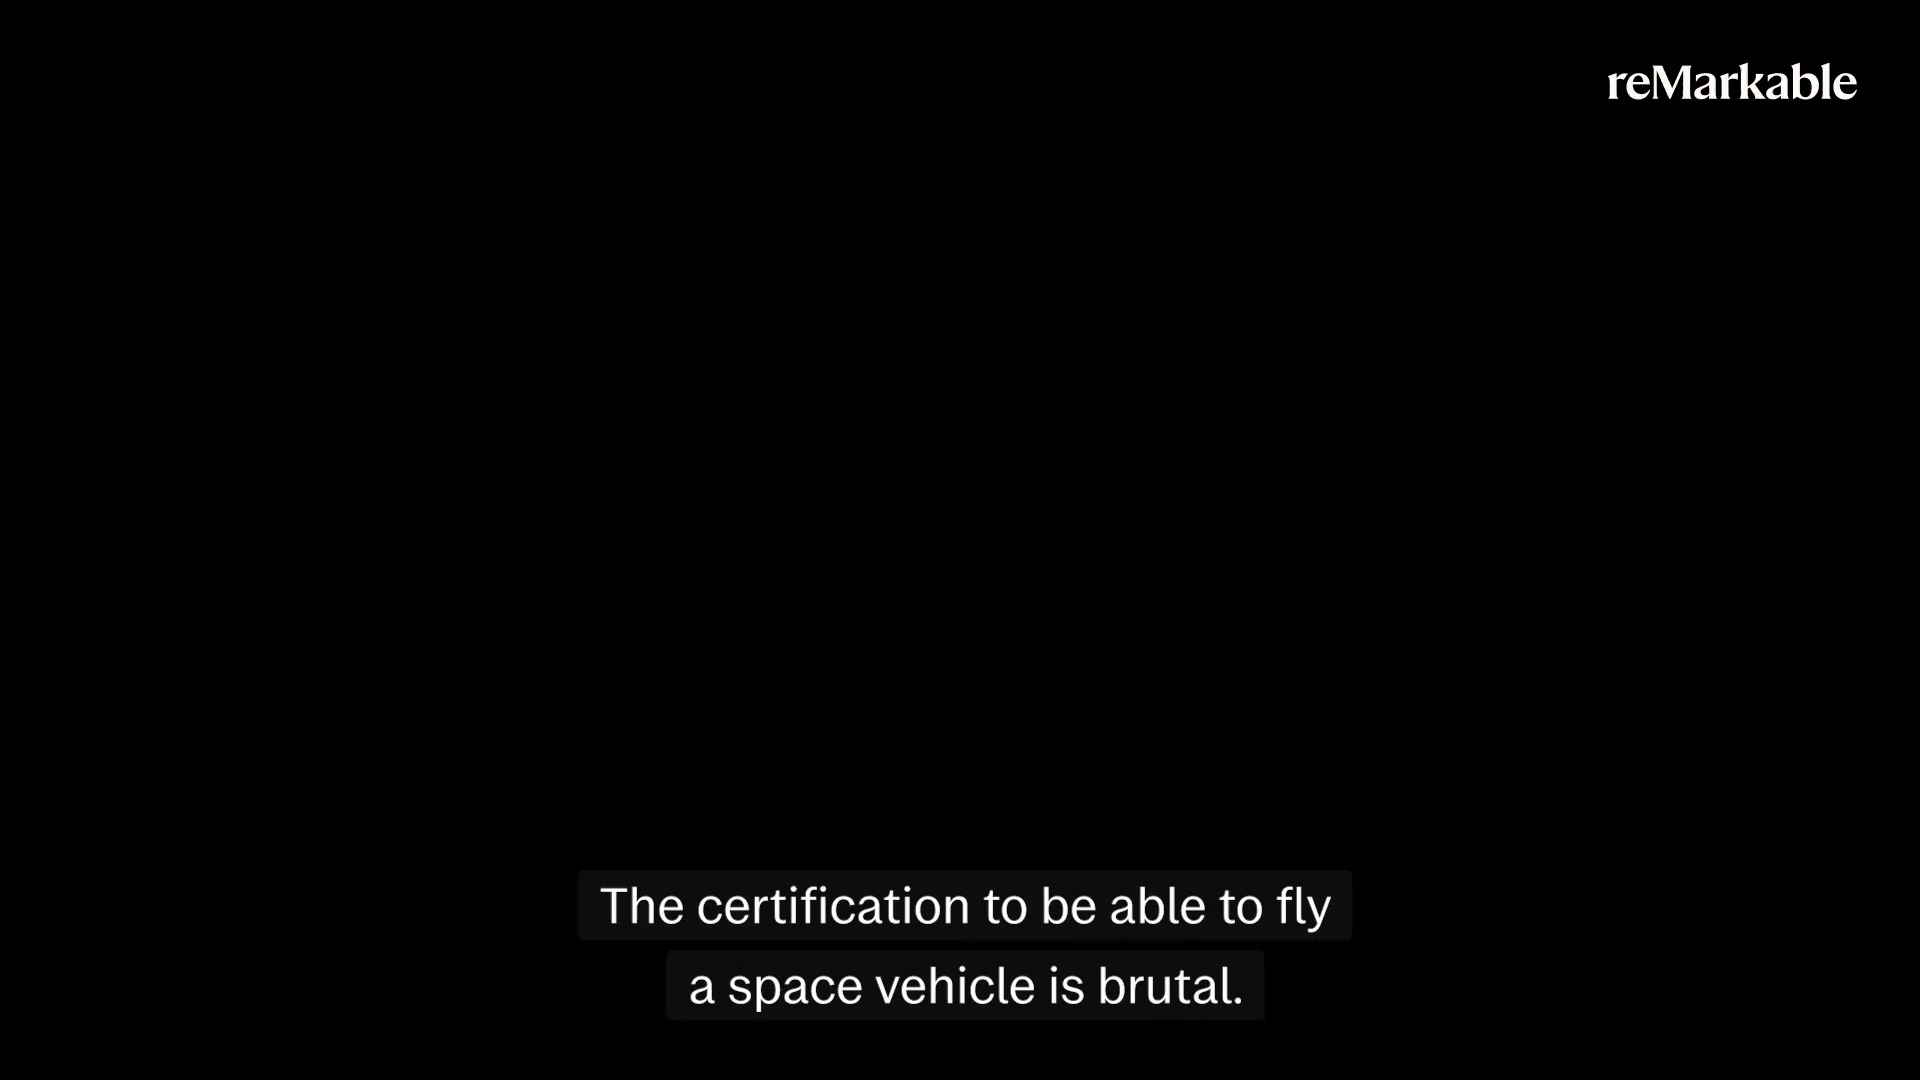 reMarkable
The certification to be able to fly
a space vehicle is brutal.